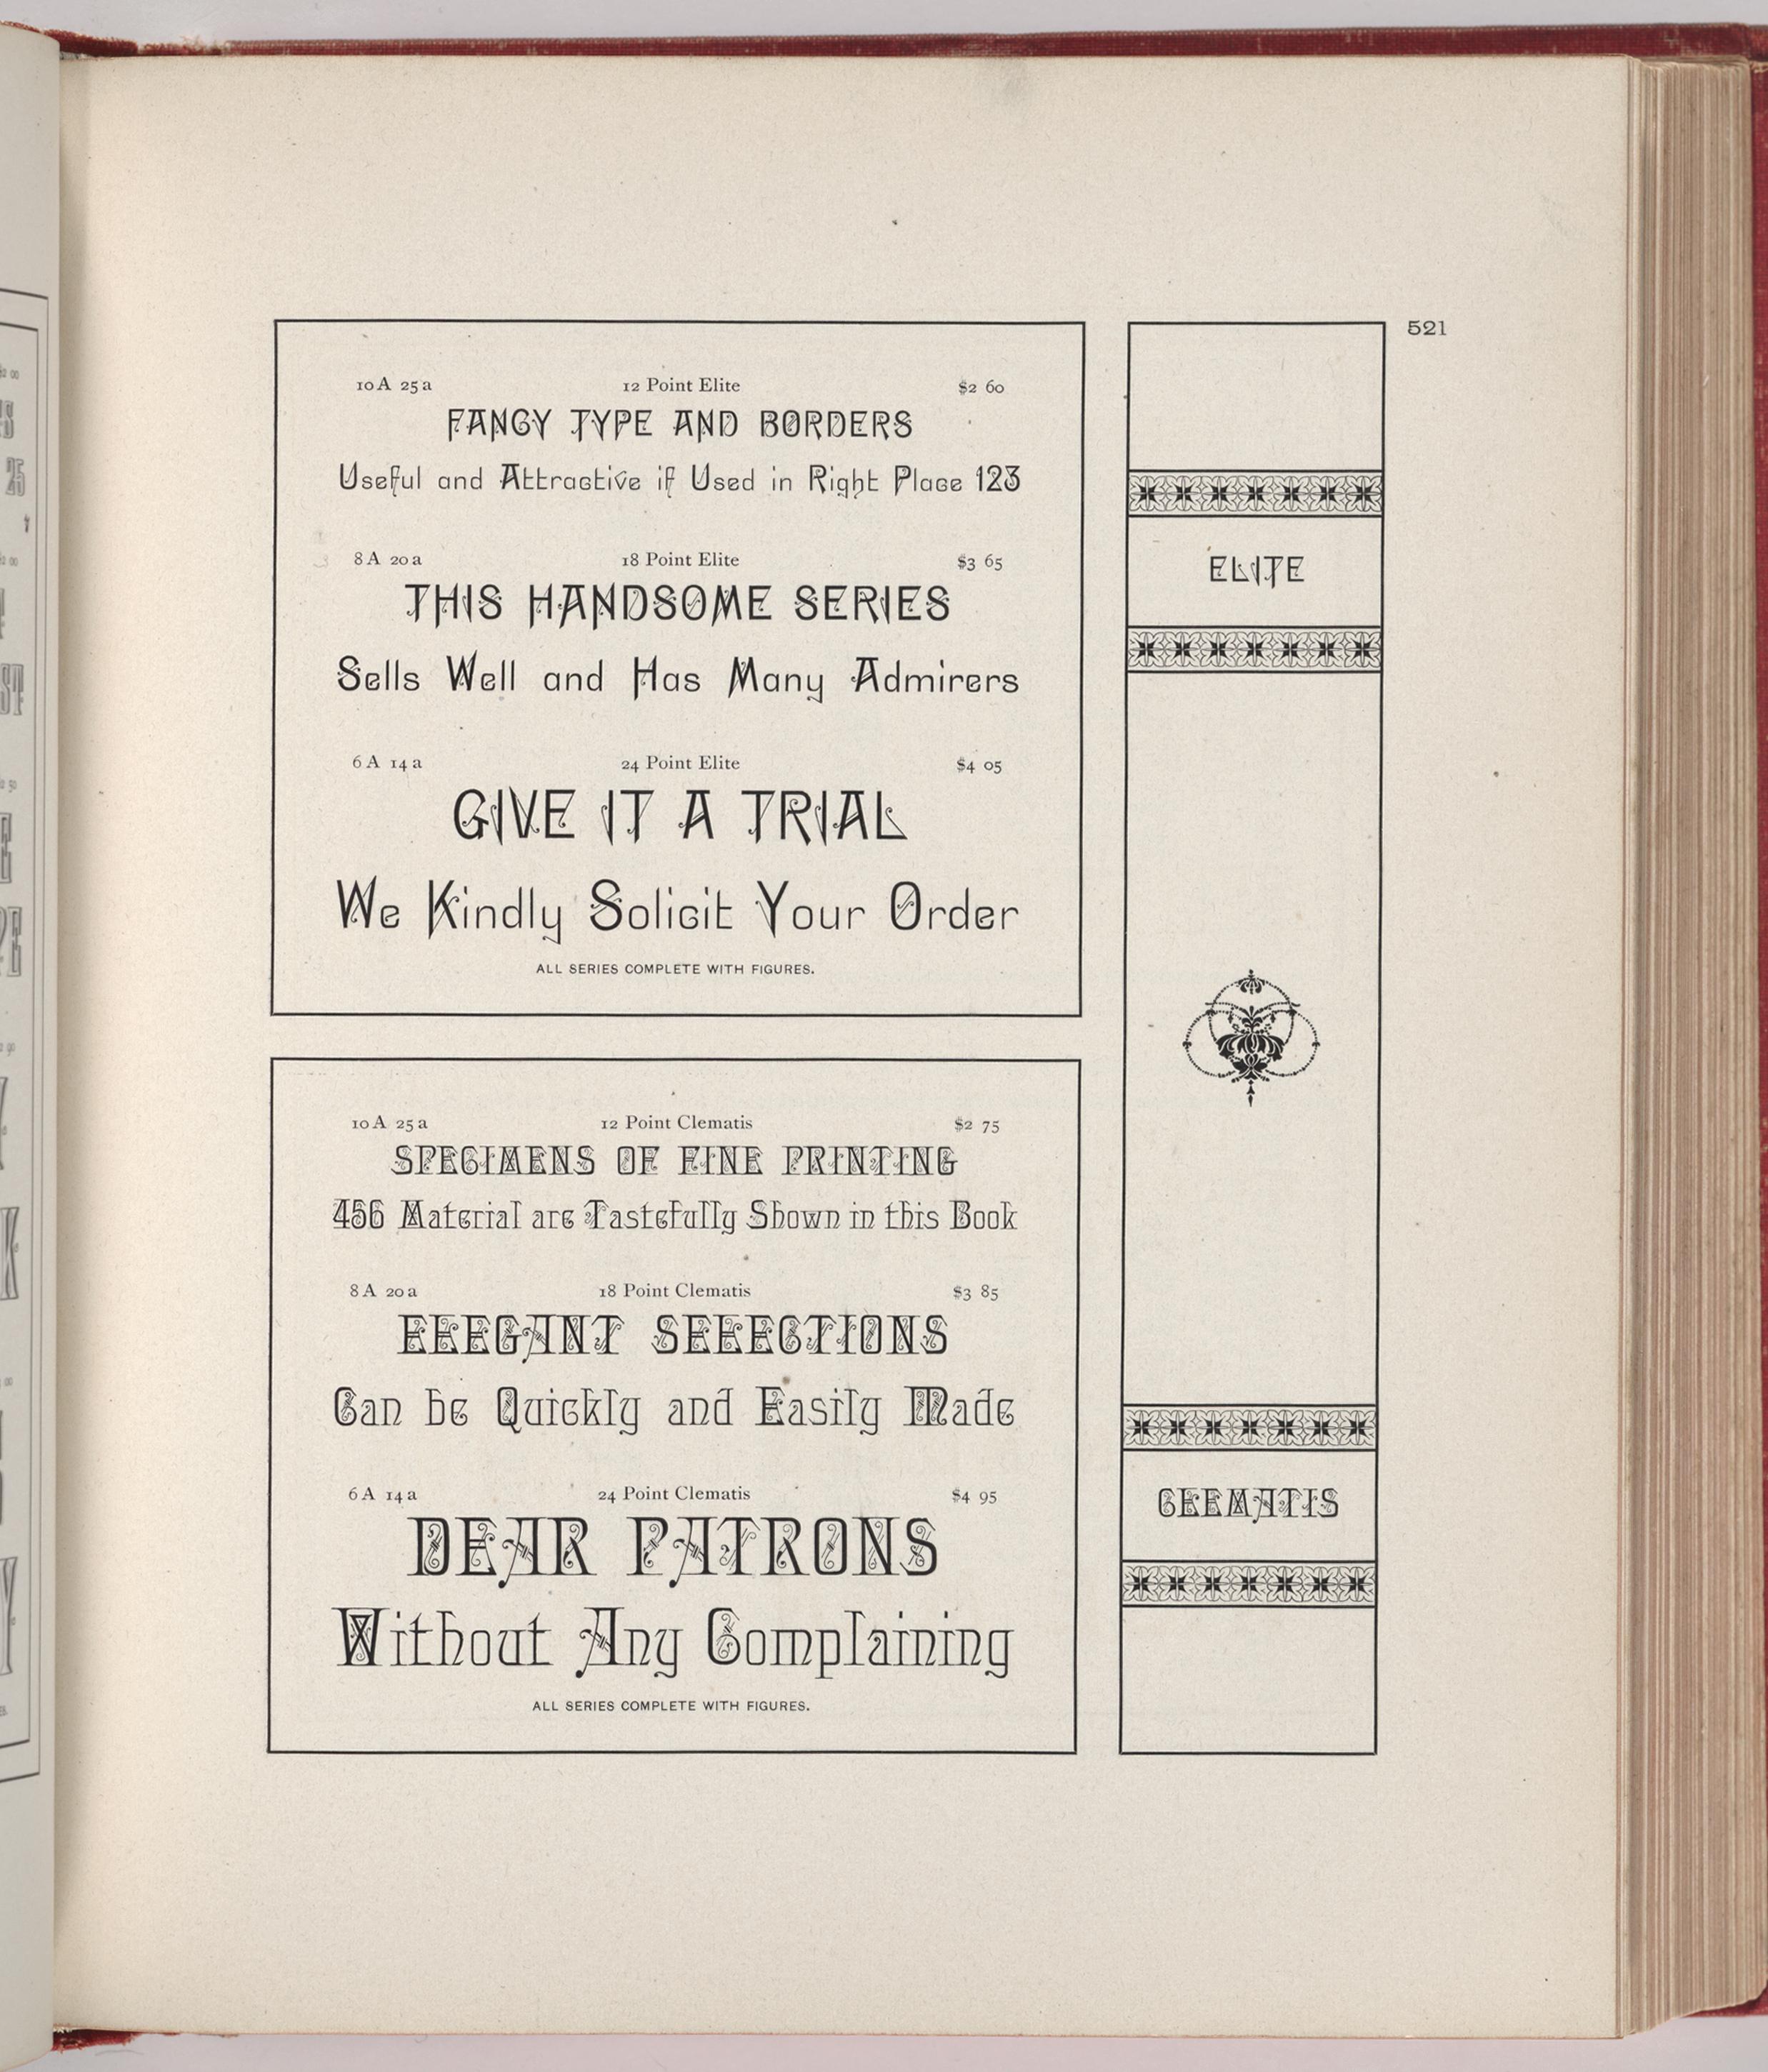 521
10 A 25 a 12 Point Elite $2 60
FANCY TYPE AND BORDERS
Useful and Attractive if Used in Right Place 123
8 A 20 a 18 Point Elite $3 65
THIS HANDSOME SERIES
Sells Well and Has Many Admirers
6 A 14 a 24 Point Elite $4 05
GIVE IT A TRIAL
We Kindly Solicit Your Order
ALL SERIES COMPLETE WITH FIGURES.
ELITE
10 A 25 a 12 Point Clematis $2 75
SPECIMENS OF FINE PRINTING
456 Material are Tastefully Shown in this Book
8 A 20 a 18 Point Clematis $3 85
ELEGANT SELECTIONS
Can be Quickly and Easily Made
6 A 14 a 24 Point Clematis $4 95
DEAR PATRONS
Without Any Complaining
ALL SERIES COMPLETE WITH FIGURES.
CLEMATIS